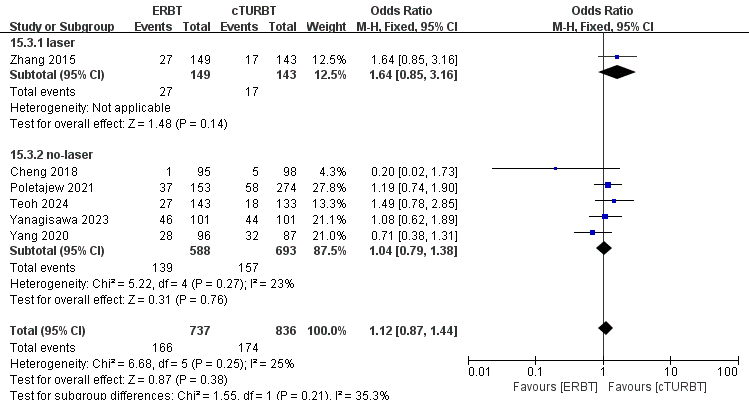 ERBT cTURBT Odds Ratio Odds Ratio
Study or Subgroup Events Total Events Total Weight M-H, Fixed, 95% CI M-H, Fixed, 95% CI
15.3.1 laser
Zhang 2015 27 149 17 143 12.5% 1.64 [0.85, 3.16]
Subtotal (95% CI) 149 143 12.5% 1.64 [0.85, 3.16]
Total events 27 17
Heterogeneity: Not applicable
Test for overall effect: Z = 1.48 (P = 0.14)
15.3.2 no-laser
Cheng 2018 1 95 5 98 4.3% 0.20 [0.02, 1.73]
Poletajew 2021 37 153 58 274 27.8% 1.19 [0.74, 1.90]
Teoh 2024 27 143 18 133 13.3% 1.49 [0.78, 2.85]
Yanagisawa 2023 46 101 44 101 21.1% 1.08 [0.62, 1.89]
Yang 2020 28 96 32 87 21.0% 0.71 [0.38, 1.31]
Subtotal (95% CI) 588 693 87.5% 1.04 [0.79, 1.38]
Total events 139 157
Heterogeneity: Chi² = 5.22, df = 4 (P = 0.27); I² = 23%
Test for overall effect: Z = 0.31 (P = 0.76)
Total (95% CI) 737 836 100.0% 1.12 [0.87, 1.44]
Total events 166 174
Heterogeneity: Chi² = 6.68, df = 5 (P = 0.25); I² = 25%
Test for overall effect: Z = 0.87 (P = 0.38)
Test for subgroup differences: Chi² = 1.55, df = 1 (P = 0.21), I² = 35.3%
0.01 0.1 1 10 100
Favours [ERBT] Favours [cTURBT]